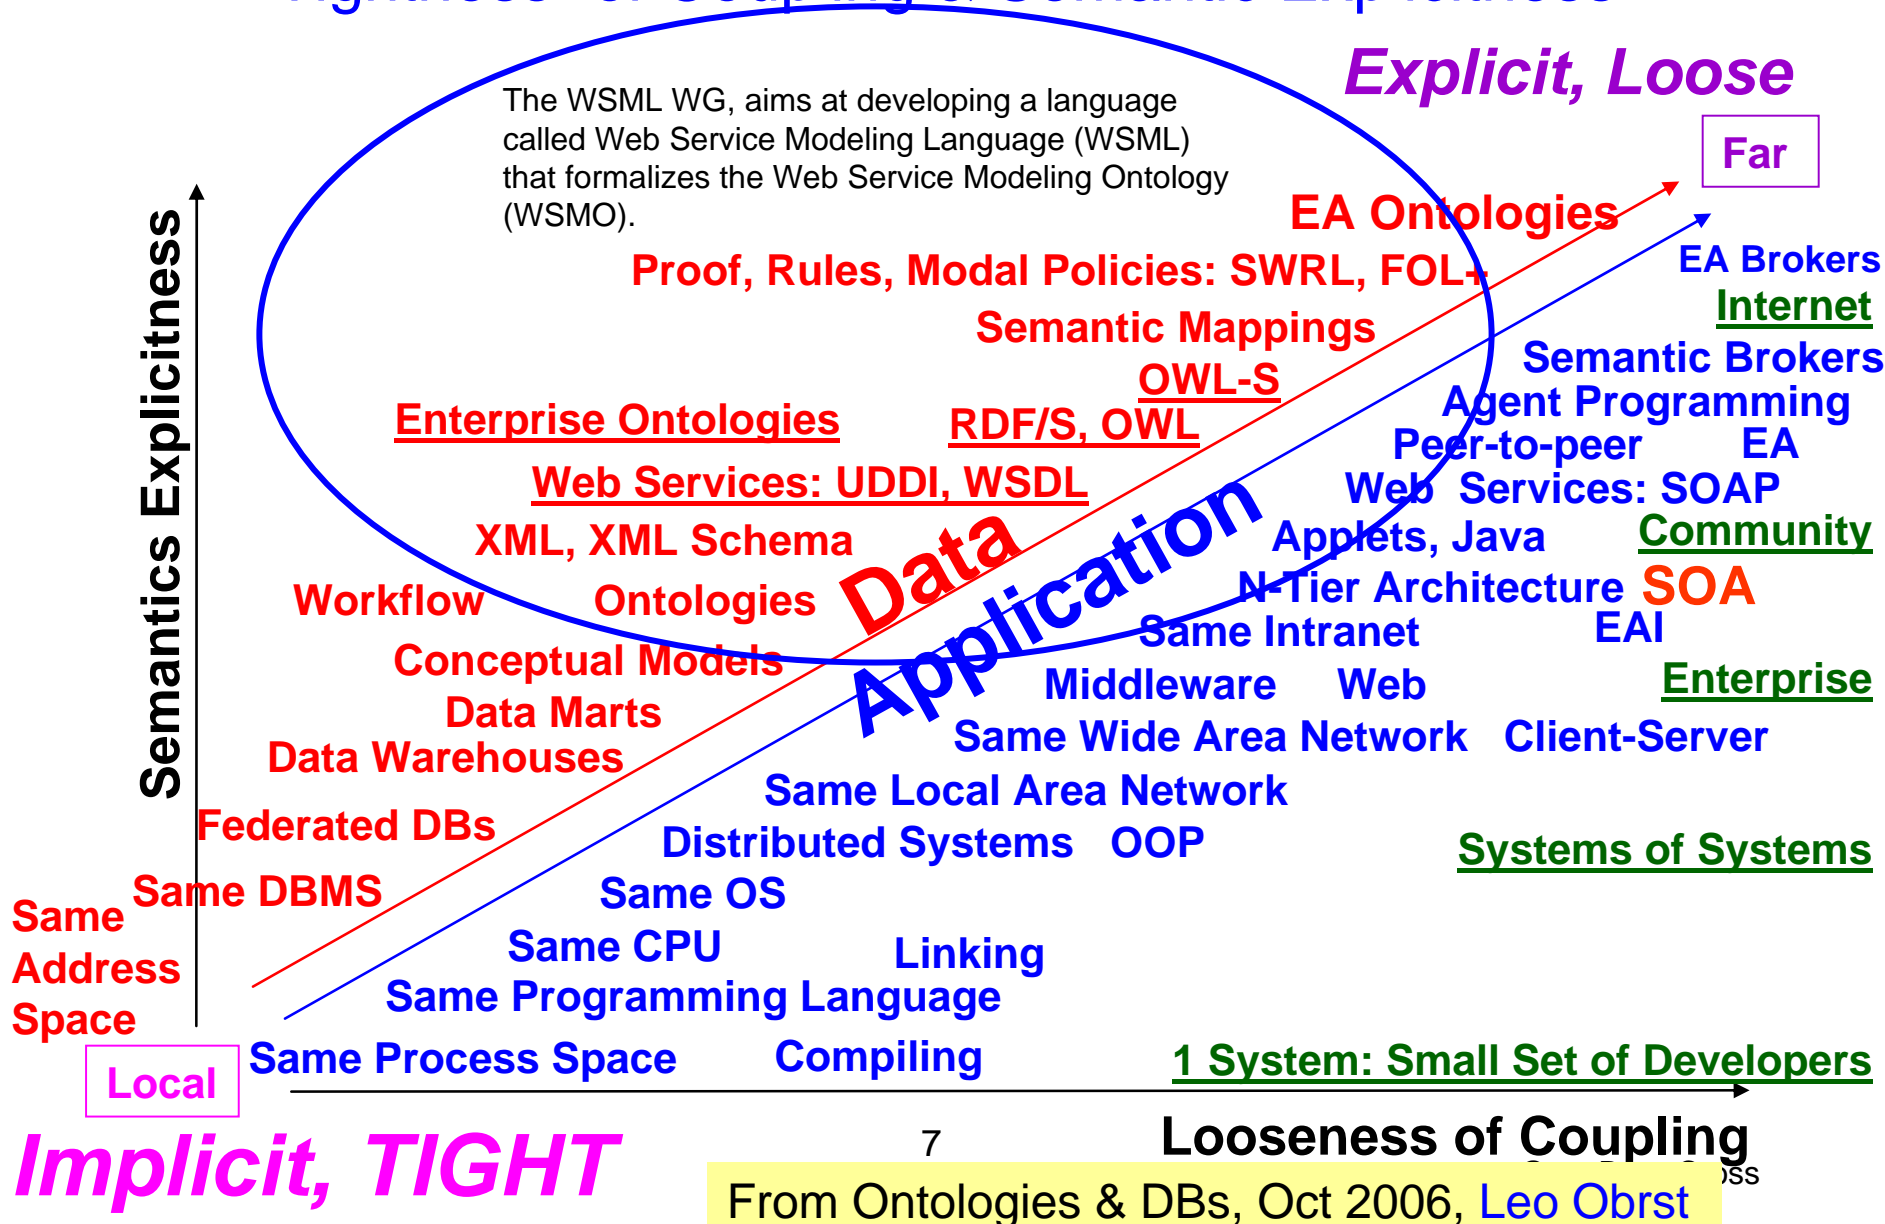 of Coupling & Semantic Explicitness
Explicit, Loose
The WSML WG, aims at developing a language
called Web Service Modeling Language (WSML)
that formalizes the Web Service Modeling Ontology
(WSMO).
Far
EA Ontologies
EA Brokers
Proof, Rules, Modal Policies: SWRL, FOL+
Internet
Semantic Mappings
Semantic Brokers
OWL-S
Agent Programming
Enterprise Ontologies
RDF/S, OWL
Peer-to-peer EA
Web Services: UDDI, WSDL
Web Services: SOAP
XML, XML Schema
Data
Application
Applets, Java
Community
Workflow
Ontologies
N-Tier Architecture
SOA
Same Intranet
EAI
Conceptual Models
Middleware Web
Enterprise
Data Marts
Same Wide Area Network Client-Server
Data Warehouses
Same Local Area Network
Federated DBs
Distributed Systems OOP
Systems of Systems
Same DBMS
Same OS
Same
Address
Space
Same CPU
Linking
Same Programming Language
Same Process Space
Compiling
1 System: Small Set of Developers
Local
Semantics Explicitness
Looseness of Coupling
Implicit, TIGHT
7
From Ontologies & DBs, Oct 2006, Leo Obrst